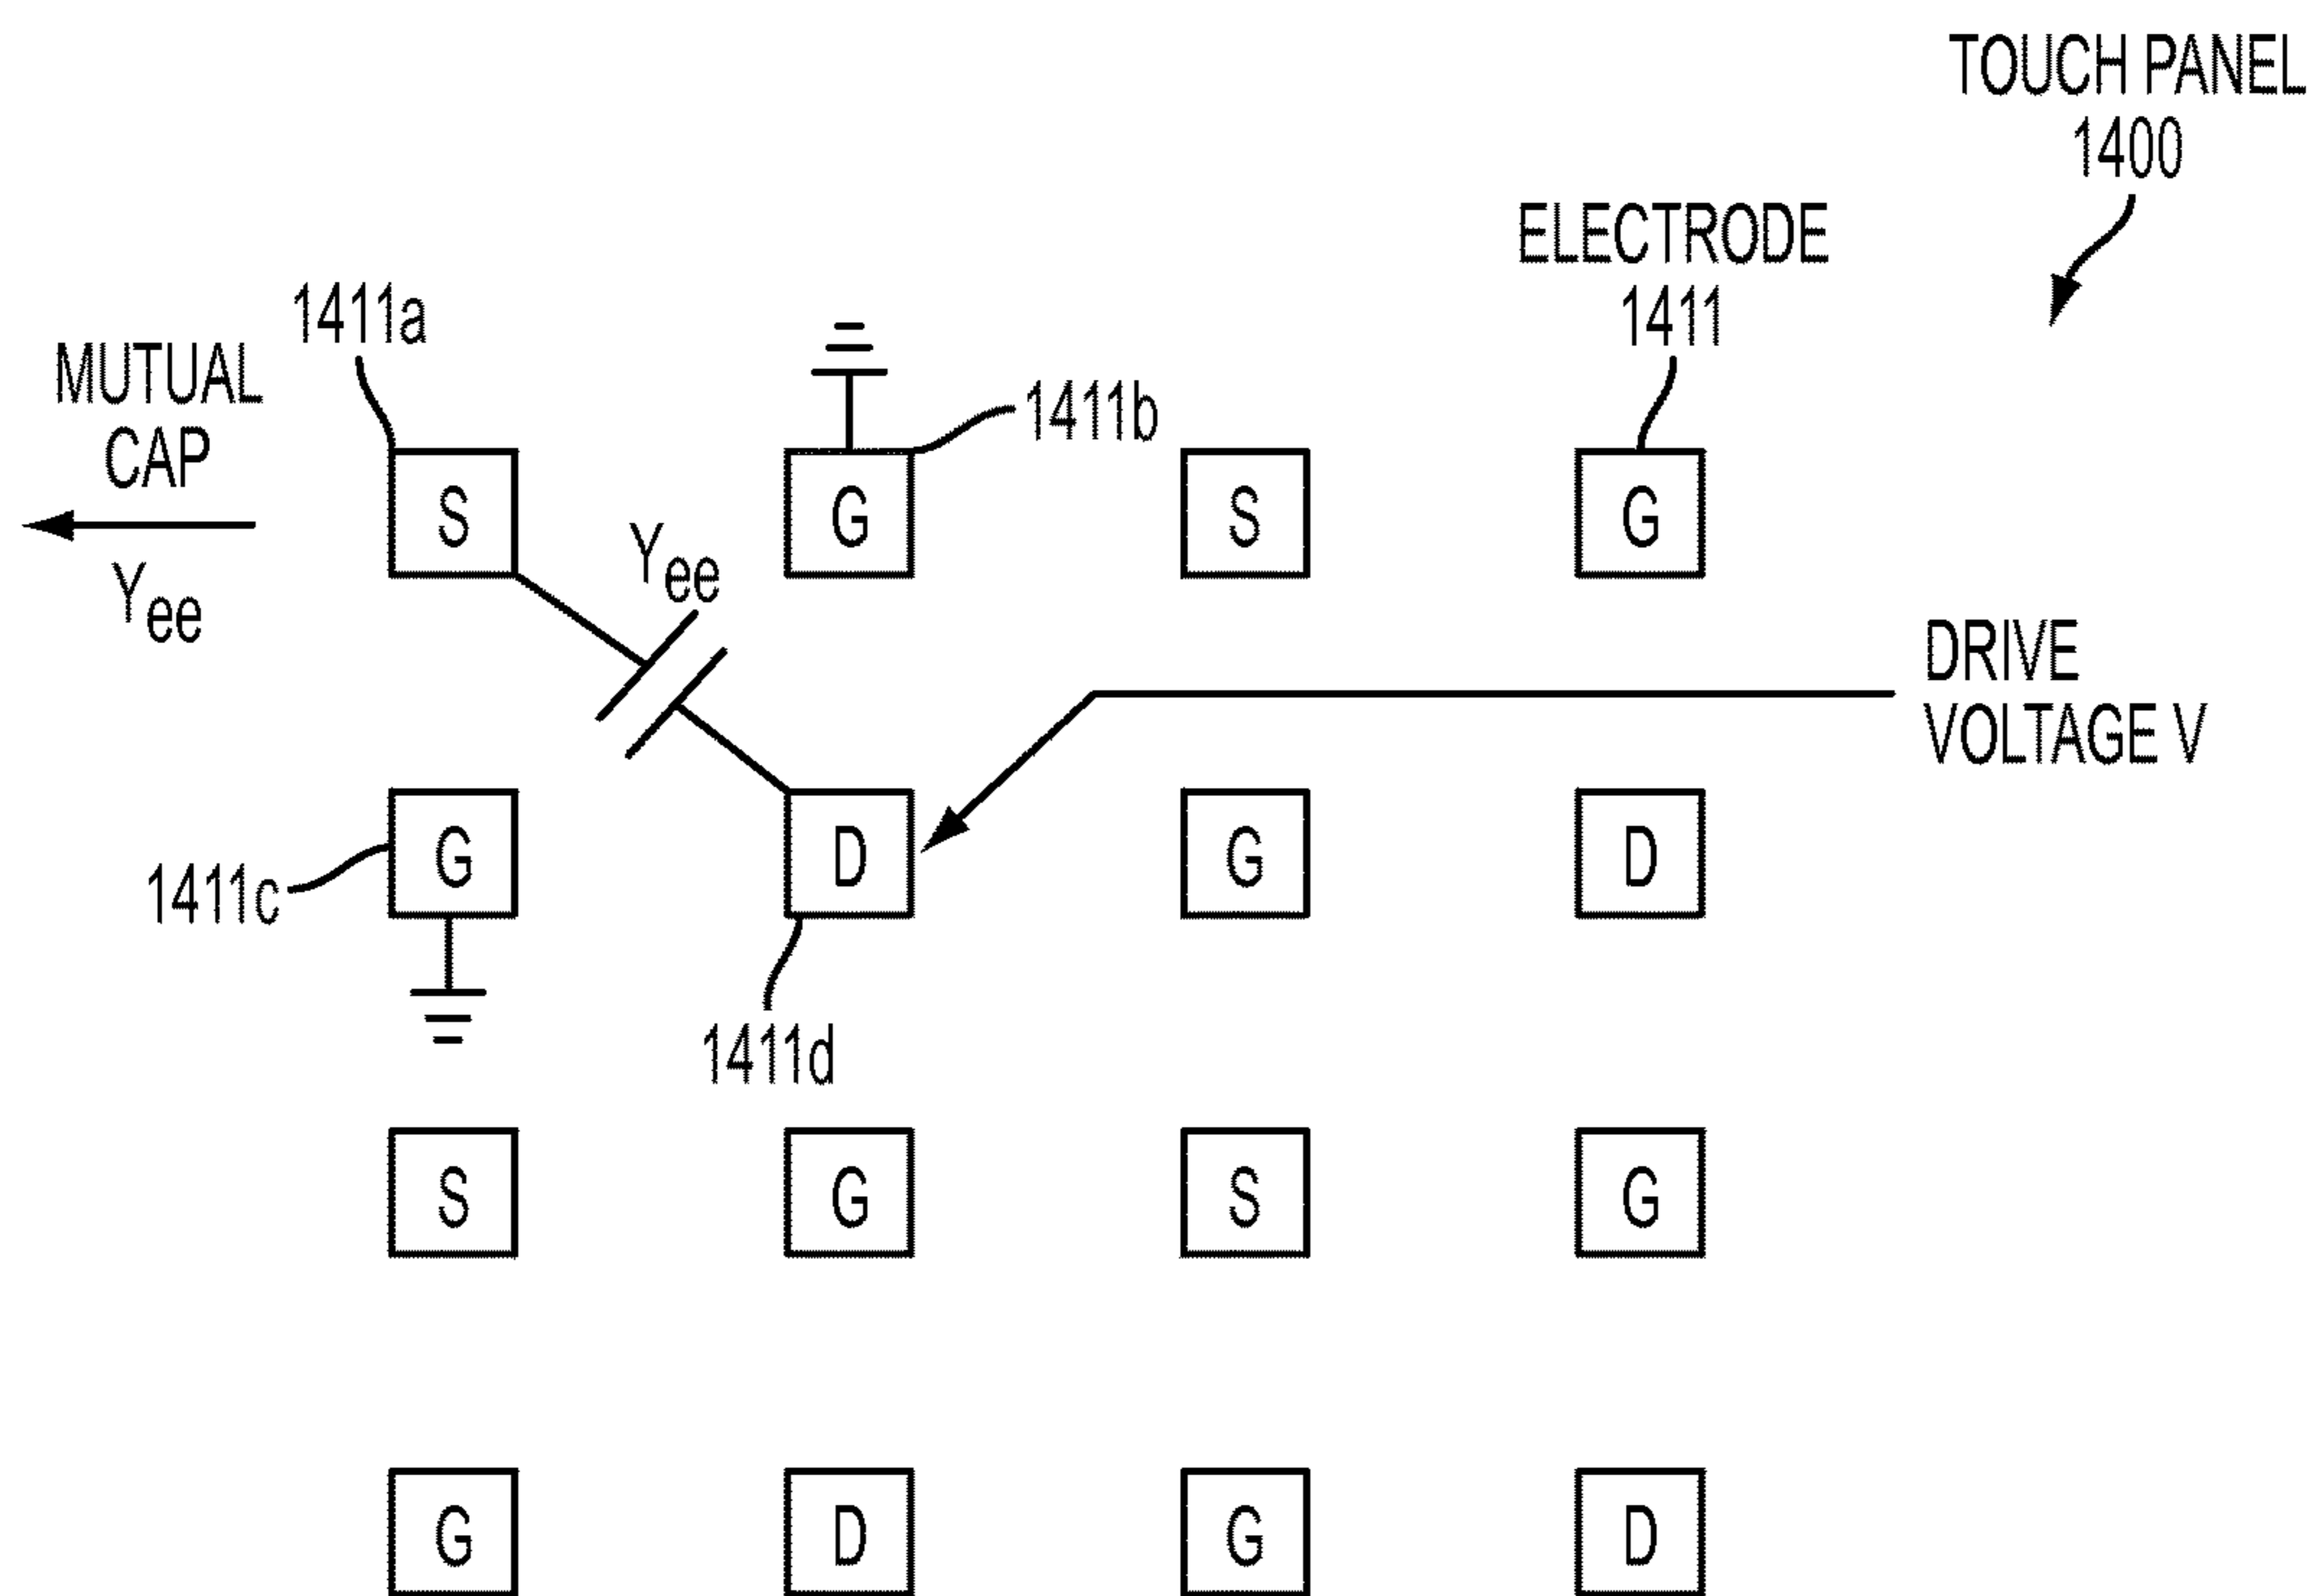 TOUCH PANEL
1400
ELECTRODE
1411
1411a
MUTUAL
CAP
Yee
1411b
S G S G
Yee
DRIVE
VOLTAGE V
G D G D
1411c
1411d
S G S G
G D G D